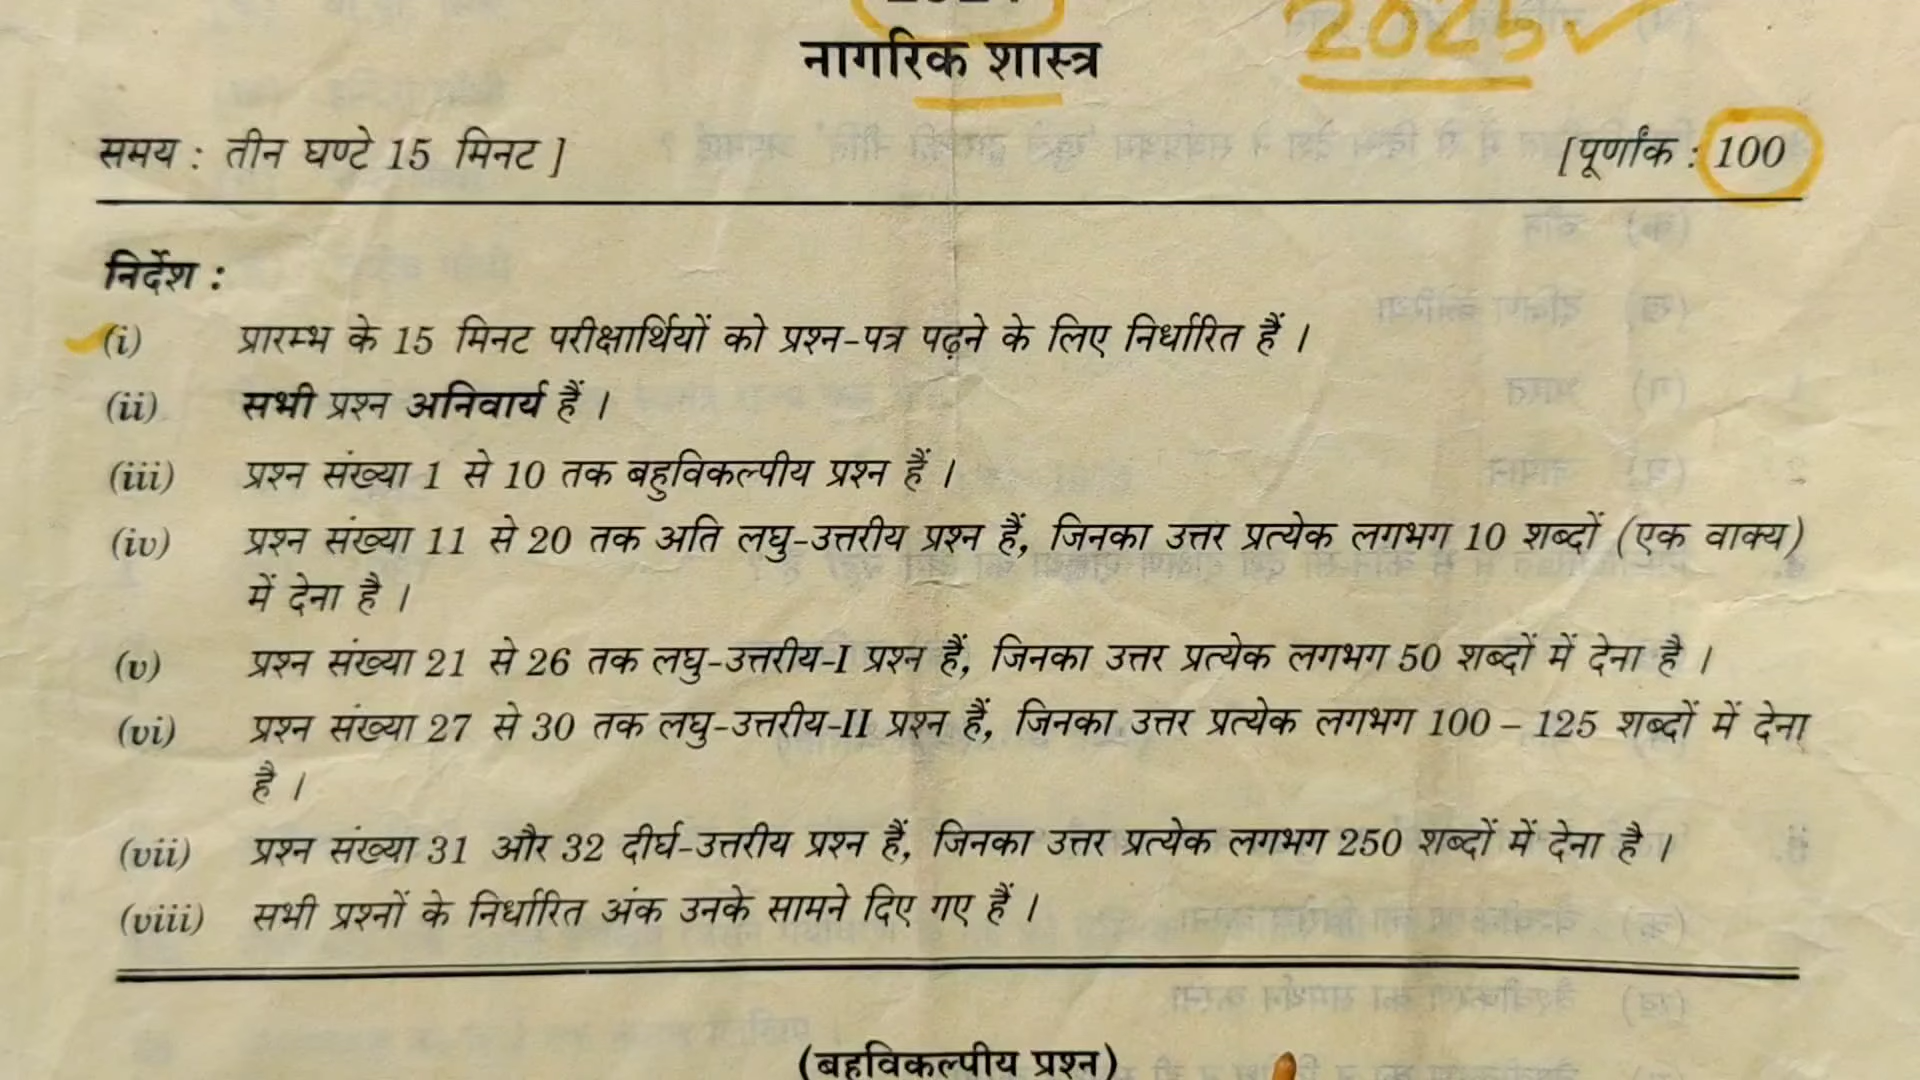 2025
नागरिक शास्त्र
समय : तीन घण्टे 15 मिनट ] [ पूर्णांक : 100
निर्देश :
(i) प्रारम्भ के 15 मिनट परीक्षार्थियों को प्रश्न-पत्र पढ़ने के लिए निर्धारित हैं ।
(ii) सभी प्रश्न अनिवार्य हैं ।
(iii) प्रश्न संख्या 1 से 10 तक बहुविकल्पीय प्रश्न हैं ।
(iv) प्रश्न संख्या 11 से 20 तक अति लघु-उत्तरीय प्रश्न हैं, जिनका उत्तर प्रत्येक लगभग 10 शब्दों (एक वाक्य)
में देना है ।
(v) प्रश्न संख्या 21 से 26 तक लघु-उत्तरीय-I प्रश्न हैं, जिनका उत्तर प्रत्येक लगभग 50 शब्दों में देना है ।
(vi) प्रश्न संख्या 27 से 30 तक लघु-उत्तरीय-II प्रश्न हैं, जिनका उत्तर प्रत्येक लगभग 100 – 125 शब्दों में देना
है ।
(vii) प्रश्न संख्या 31 और 32 दीर्घ-उत्तरीय प्रश्न हैं, जिनका उत्तर प्रत्येक लगभग 250 शब्दों में देना है ।
(viii) सभी प्रश्नों के निर्धारित अंक उनके सामने दिए गए हैं ।
(बहुविकल्पीय प्रश्न)